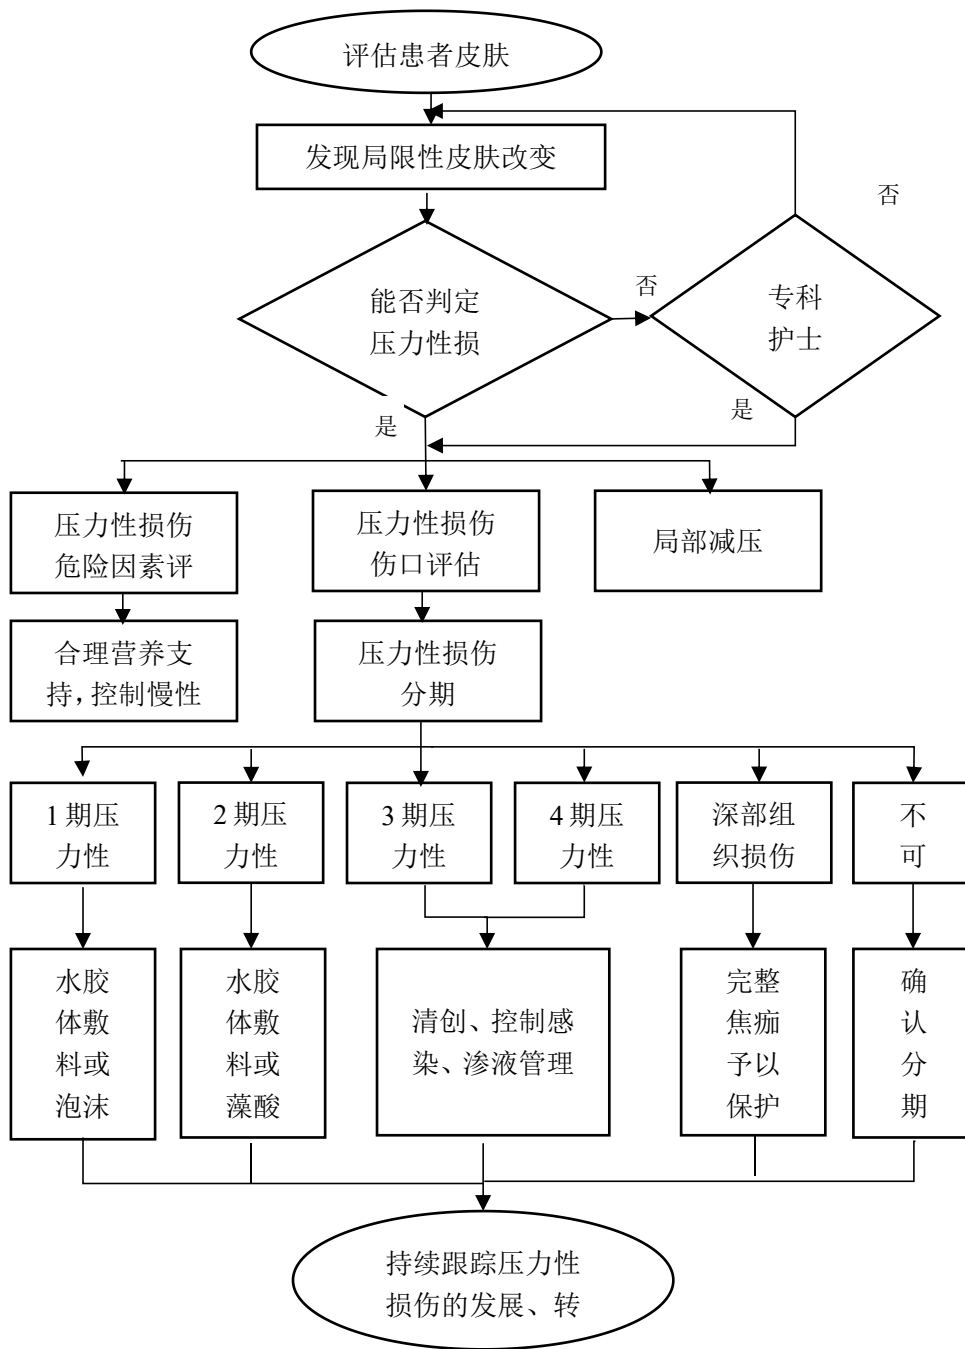 评估患者皮肤
发现局限性皮肤改变
否
能否判定
压力性损
否
专科
护士
是
是
压力性损伤
危险因素评
压力性损伤
伤口评估
局部减压
合理营养支
持，控制慢性
压力性损伤
分期
1 期压
力性
2 期压
力性
3 期压
力性
4 期压
力性
深部组
织损伤
不
可
水胶
体敷
料或
泡沫
水胶
体敷
料或
藻酸
清创、控制感
染、渗液管理
完整
焦痂
予以
保护
确
认
分
期
持续跟踪压力性
损伤的发展、转